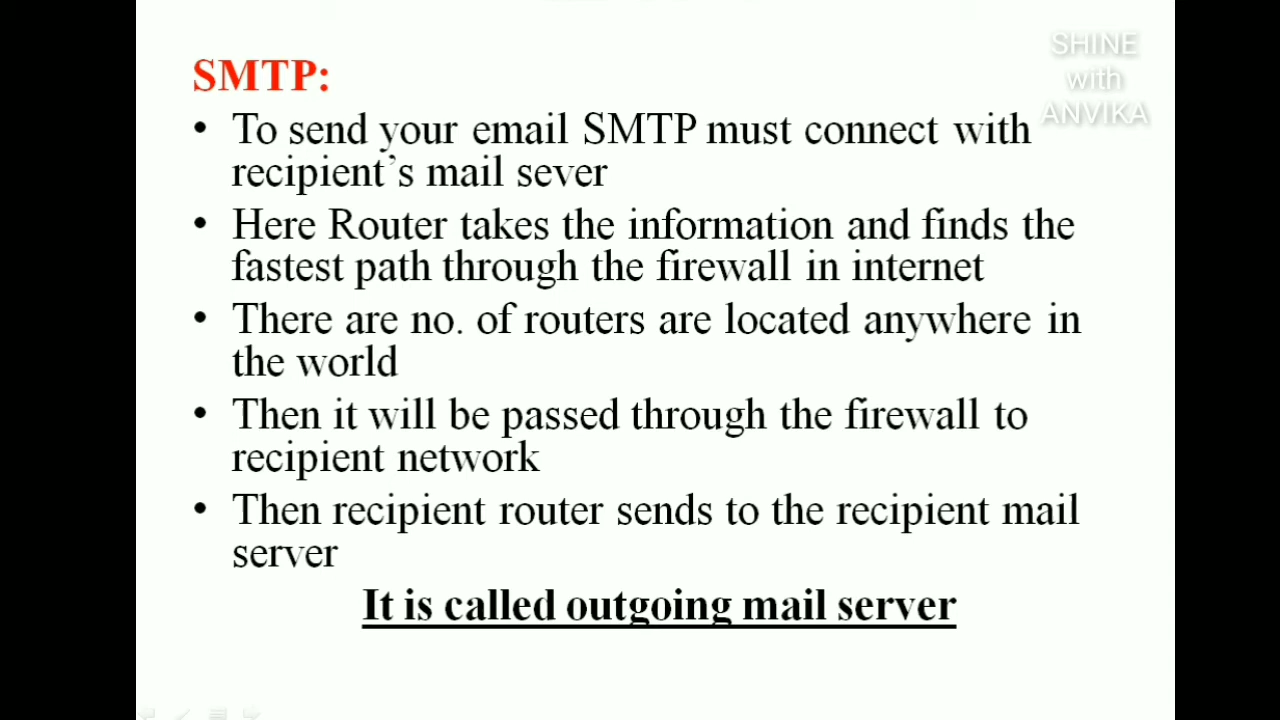 SHINE
with
ANVIKA
SMTP:
• To send your email SMTP must connect with
recipient’s mail sever
• Here Router takes the information and finds the
fastest path through the firewall in internet
• There are no. of routers are located anywhere in
the world
• Then it will be passed through the firewall to
recipient network
• Then recipient router sends to the recipient mail
server
It is called outgoing mail server